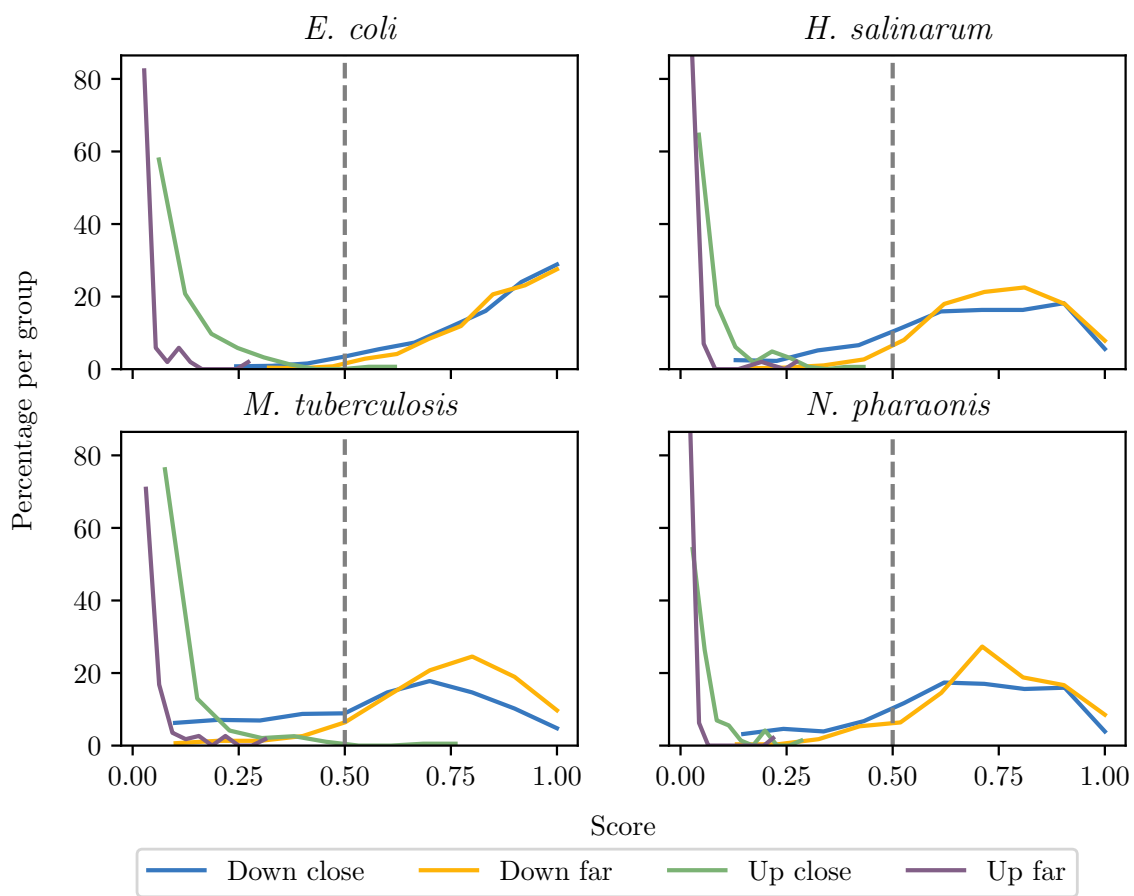 E. coli
H. salinarum
80
60
40
20
0
M. tuberculosis
N. pharaonis
80
60
40
20
0
0.00 0.25 0.50 0.75 1.00
0.00 0.25 0.50 0.75 1.00
Percentage per group
Score
Down close Down far Up close Up far